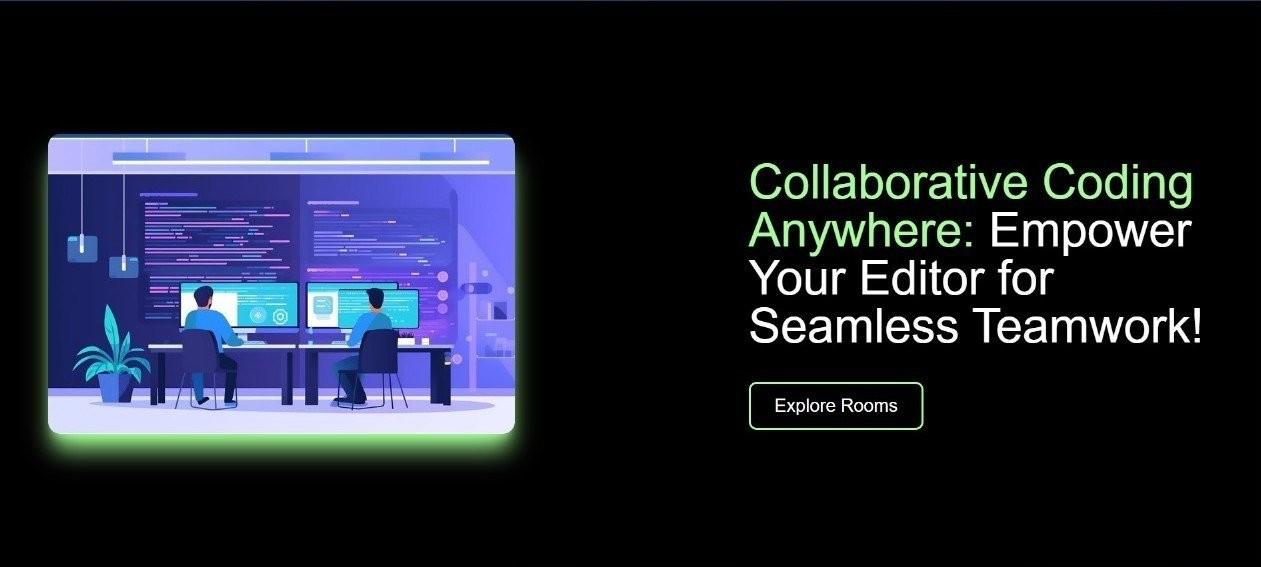 Collaborative Coding
Anywhere: Empower
Your Editor for
Seamless Teamwork!
Explore Rooms